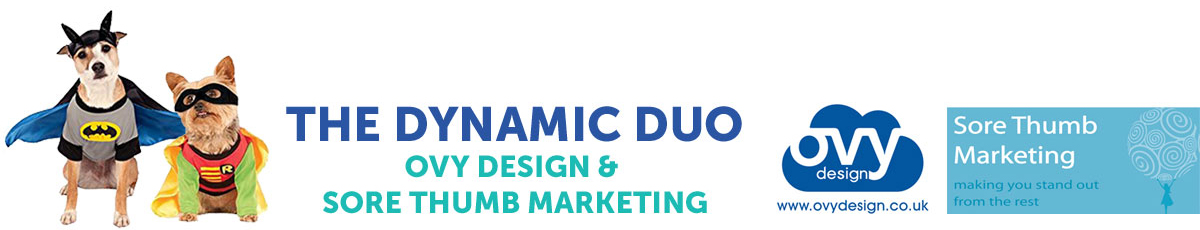 BATMAN
R
THE DYNAMIC DUO
OVY DESIGN &
SORE THUMB MARKETING
ovy
design
www.ovydesign.co.uk
Sore Thumb
Marketing
making you stand out
from the rest